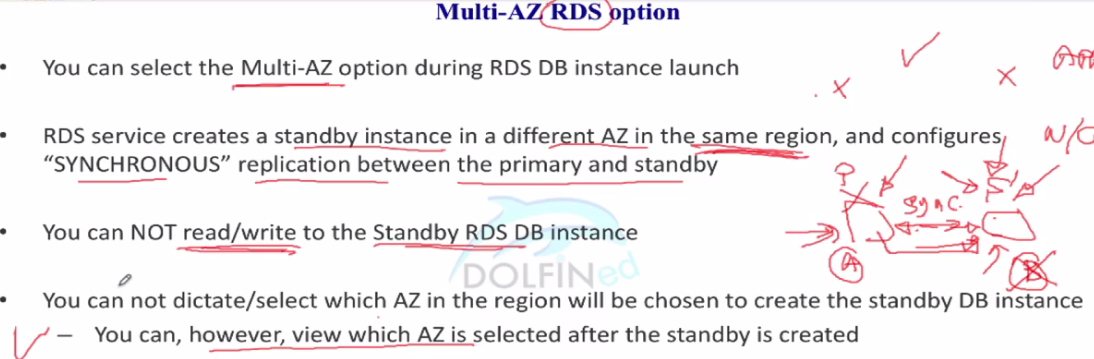 Multi-AZ RDS option
• You can select the Multi-AZ option during RDS DB instance launch
• RDS service creates a standby instance in a different AZ in the same region, and configures
“SYNCHRONOUS” replication between the primary and standby
Sync.
• You can NOT read/write to the Standby RDS DB instance
A
B
DOLFINed
• You can not dictate/select which AZ in the region will be chosen to create the standby DB instance
– You can, however, view which AZ is selected after the standby is created